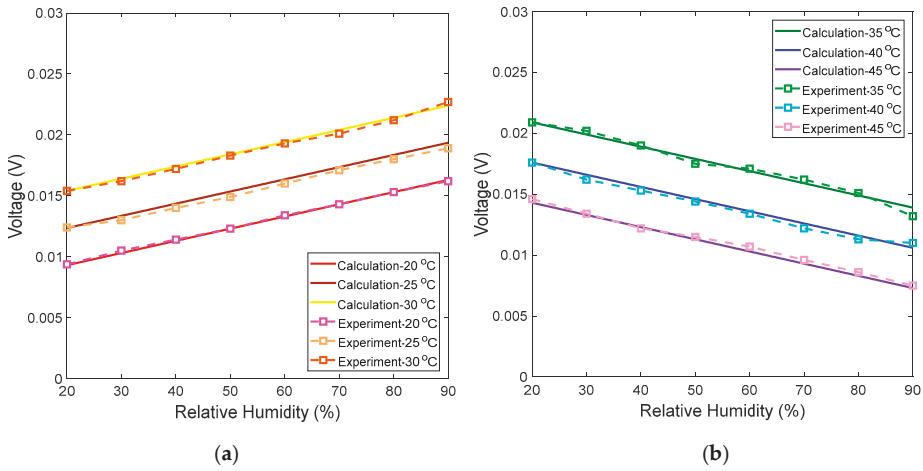 (a)
0.03
0.025
0.02
0.015
0.01
0.005
0
Voltage (V)
20 30 40 50 60 70 80 90
Relative Humidity (%)
Calculation-20 °C
Calculation-25 °C
Calculation-30 °C
Experiment-20 °C
Experiment-25 °C
Experiment-30 °C
(b)
0.03
0.025
0.02
0.015
0.01
0.005
0
Voltage (V)
20 30 40 50 60 70 80 90
Relative Humidity (%)
Calculation-35 °C
Calculation-40 °C
Calculation-45 °C
Experiment-35 °C
Experiment-40 °C
Experiment-45 °C